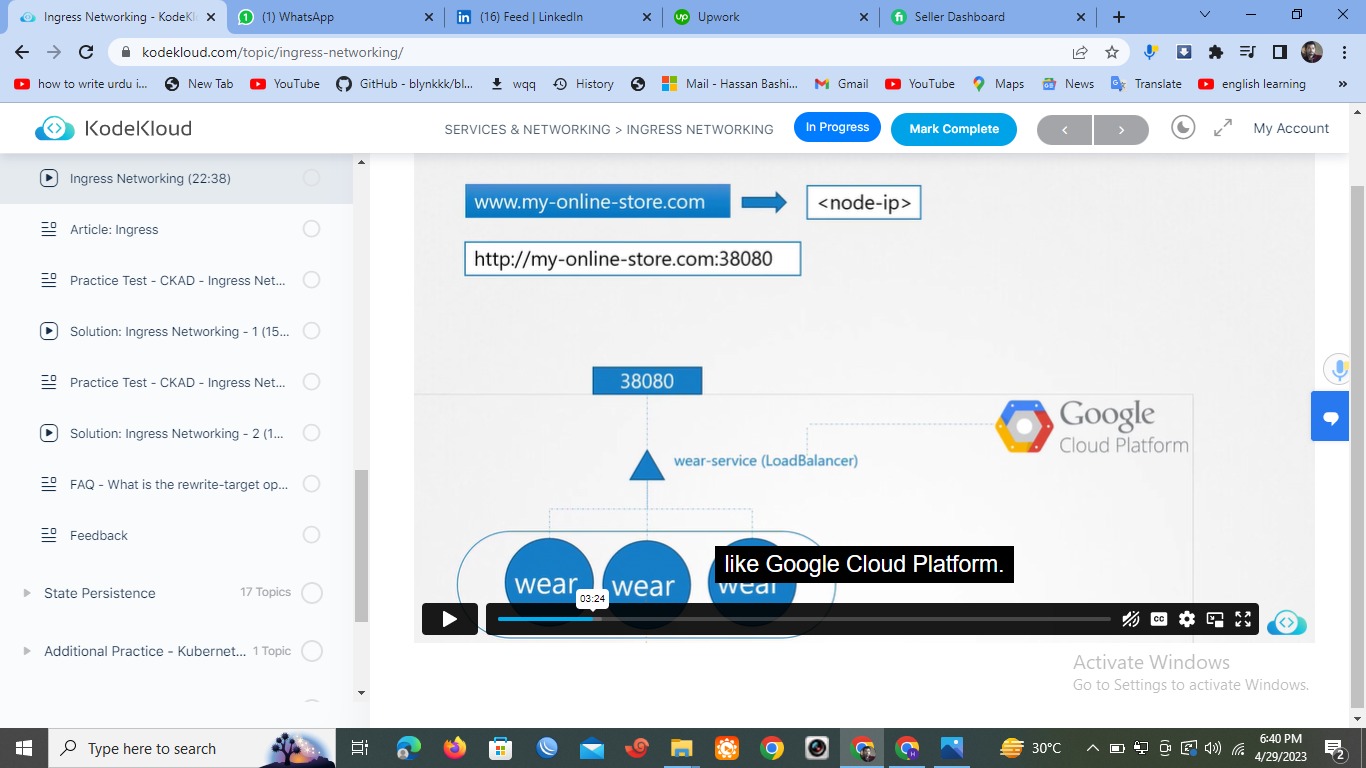 Ingress Networking - KodeKl
(1) WhatsApp
(16) Feed | LinkedIn
Upwork
Seller Dashboard
kodekloud.com/topic/ingress-networking/
how to write urdu i...
New Tab
YouTube
GitHub - blynkkk/bl...
wqq
History
Mail - Hassan Bashi...
Gmail
YouTube
Maps
News
Translate
english learning
KodeKloud
SERVICES & NETWORKING > INGRESS NETWORKING
In Progress
Mark Complete
My Account
Ingress Networking (22:38)
Article: Ingress
Practice Test - CKAD - Ingress Net...
Solution: Ingress Networking - 1 (15...
Practice Test - CKAD - Ingress Net...
Solution: Ingress Networking - 2 (1...
FAQ - What is the rewrite-target op...
Feedback
State Persistence
17 Topics
Additional Practice - Kubernet...
1 Topic
www.my-online-store.com
<node-ip>
http://my-online-store.com:38080
38080
Google
Cloud Platform
wear-service (LoadBalancer)
wear
wear
wear
like Google Cloud Platform.
03:24
CC
Activate Windows
Go to Settings to activate Windows.
Type here to search
30°C
6:40 PM
4/29/2023
2